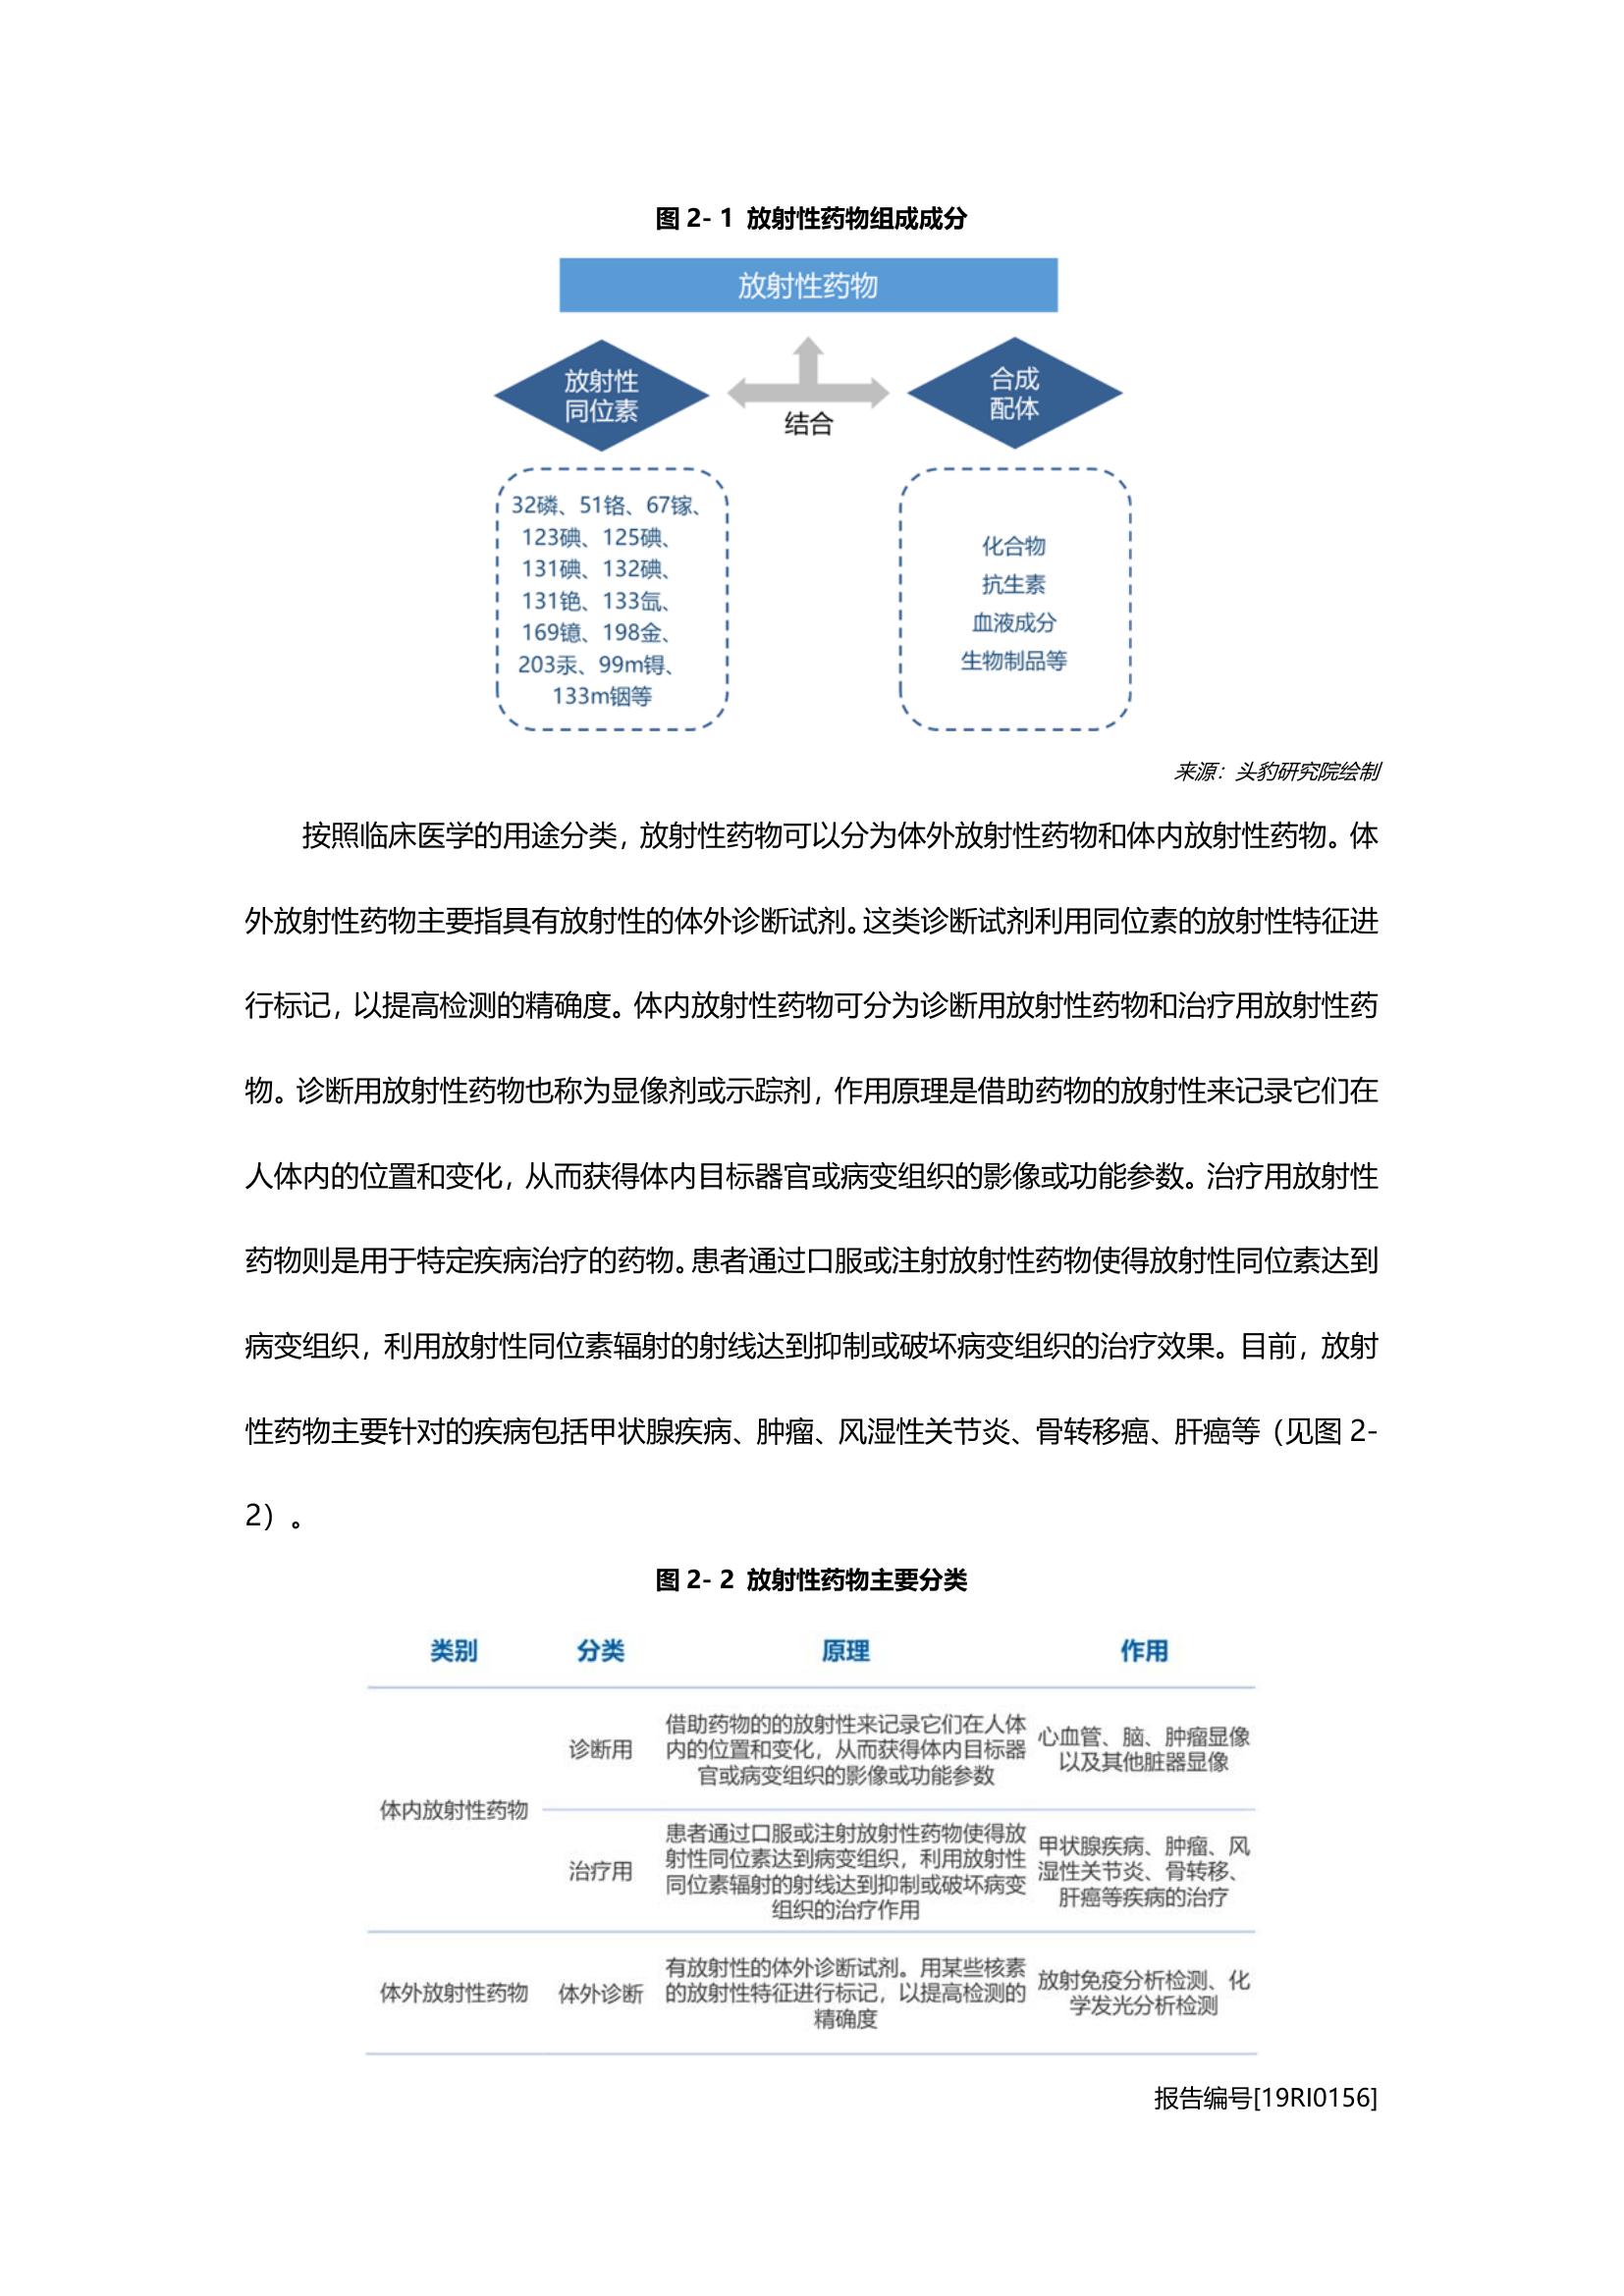 图 2- 1 放射性药物组成成分
放射性药物
放射性
同位素
结合
合成
配体
32磷、51铬、67镓、
123碘、125碘、
131碘、132碘、
131铯、133氙、
169镱、198金、
203汞、99m锝、
133m铟等
化合物
抗生素
血液成分
生物制品等
来源：头豹研究院绘制
按照临床医学的用途分类，放射性药物可以分为体外放射性药物和体内放射性药物。体
外放射性药物主要指具有放射性的体外诊断试剂。这类诊断试剂利用同位素的放射性特征进
行标记，以提高检测的精确度。体内放射性药物可分为诊断用放射性药物和治疗用放射性药
物。诊断用放射性药物也称为显像剂或示踪剂，作用原理是借助药物的放射性来记录它们在
人体内的位置和变化，从而获得体内目标器官或病变组织的影像或功能参数。治疗用放射性
药物则是用于特定疾病治疗的药物。患者通过口服或注射放射性药物使得放射性同位素达到
病变组织，利用放射性同位素辐射的射线达到抑制或破坏病变组织的治疗效果。目前，放射
性药物主要针对的疾病包括甲状腺疾病、肿瘤、风湿性关节炎、骨转移癌、肝癌等（见图 2-
2）。
图 2- 2 放射性药物主要分类
类别 分类 原理 作用
体内放射性药物
诊断用
借助药物的的放射性来记录它们在人体
内的位置和变化，从而获得体内目标器
官或病变组织的影像或功能参数
心血管、脑、肿瘤显像
以及其他脏器显像
治疗用
患者通过口服或注射放射性药物使得放
射性同位素达到病变组织，利用放射性
同位素辐射的射线达到抑制或破坏病变
组织的治疗作用
甲状腺疾病、肿瘤、风
湿性关节炎、骨转移、
肝癌等疾病的治疗
体外放射性药物
体外诊断
有放射性的体外诊断试剂。用某些核素
的放射性特征进行标记，以提高检测的
精确度
放射免疫分析检测、化
学发光分析检测
报告编号[19RI0156]